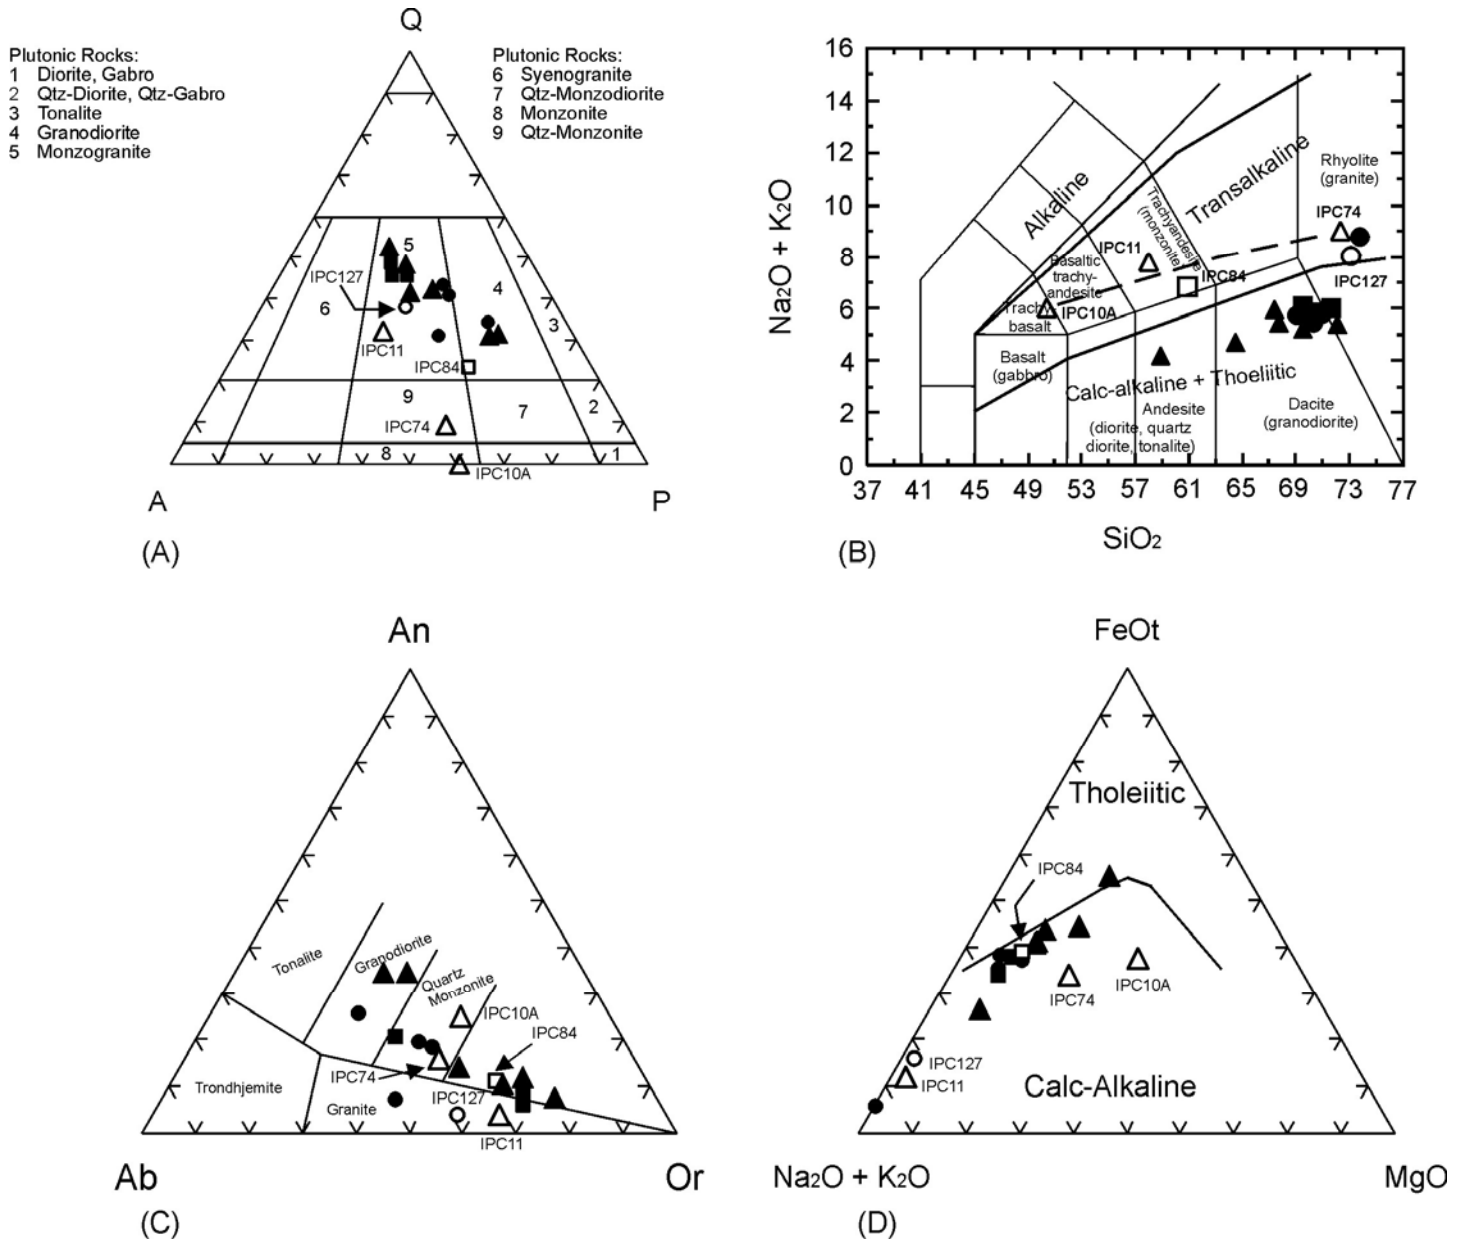 Q
Plutonic Rocks:
1 Diorite, Gabro
2 Qtz-Diorite, Qtz-Gabro
3 Tonalite
4 Granodiorite
5 Monzogranite
Plutonic Rocks:
6 Syenogranite
7 Qtz-Monzodiorite
8 Monzonite
9 Qtz-Monzonite
5
IPC127
4
6
3
IPC11
IPC84
9
7
2
IPC74
8
1
IPC10A
A
P
(A)
16
14
12
10
8
6
4
2
0
Na2O + K2O
Alkaline
Transalkaline
Rhyolite
(granite)
Trachyandesite
(monzonite)
IPC74
IPC11
Basaltic
trachy-
andesite
IPC84
IPC127
Trachy
basalt
IPC10A
Basalt
(gabbro)
Calc-alkaline + Thoeliitic
Andesite
(diorite, quartz
diorite, tonalite)
Dacite
(granodiorite)
37 41 45 49 53 57 61 65 69 73 77
SiO2
(B)
An
Tonalite
Granodiorite
Quartz
Monzonite
IPC10A
IPC84
IPC74
Trondhjemite
IPC127
Granite
IPC11
Ab
Or
(C)
FeOt
Tholeiitic
IPC84
IPC74
IPC10A
IPC127
IPC11
Calc-Alkaline
Na2O + K2O
MgO
(D)